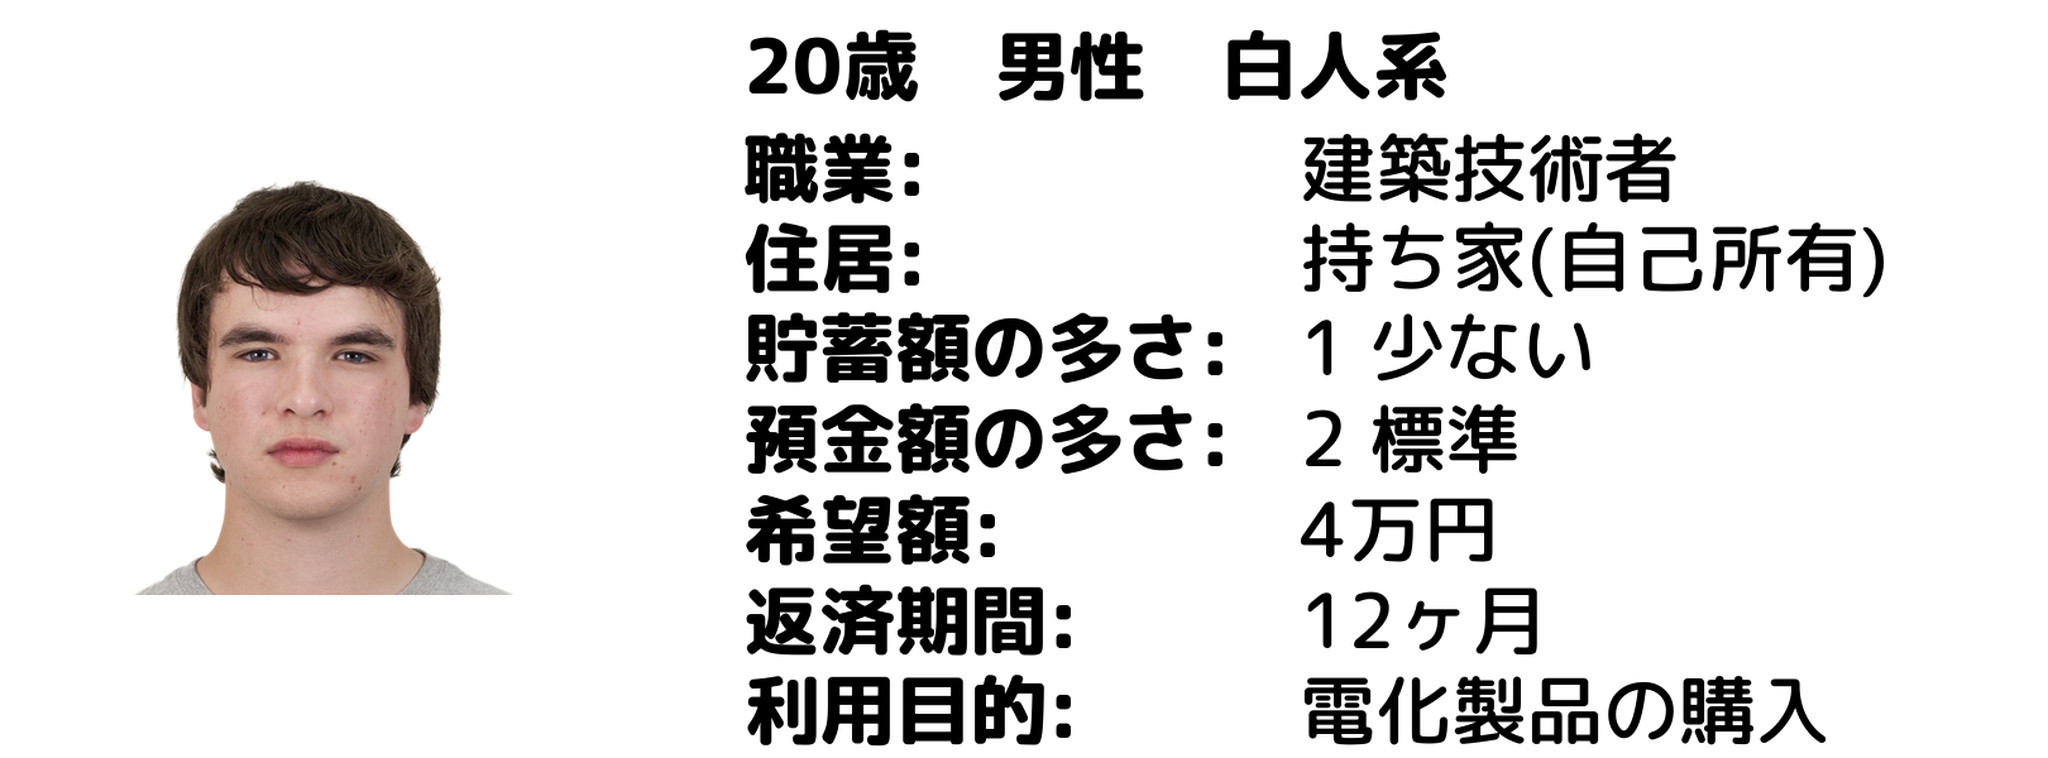 20歳　男性　白人系
職業: 建築技術者
住居: 持ち家(自己所有)
貯蓄額の多さ: 1 少ない
預金額の多さ: 2 標準
希望額: 4万円
返済期間: 12ヶ月
利用目的: 電化製品の購入